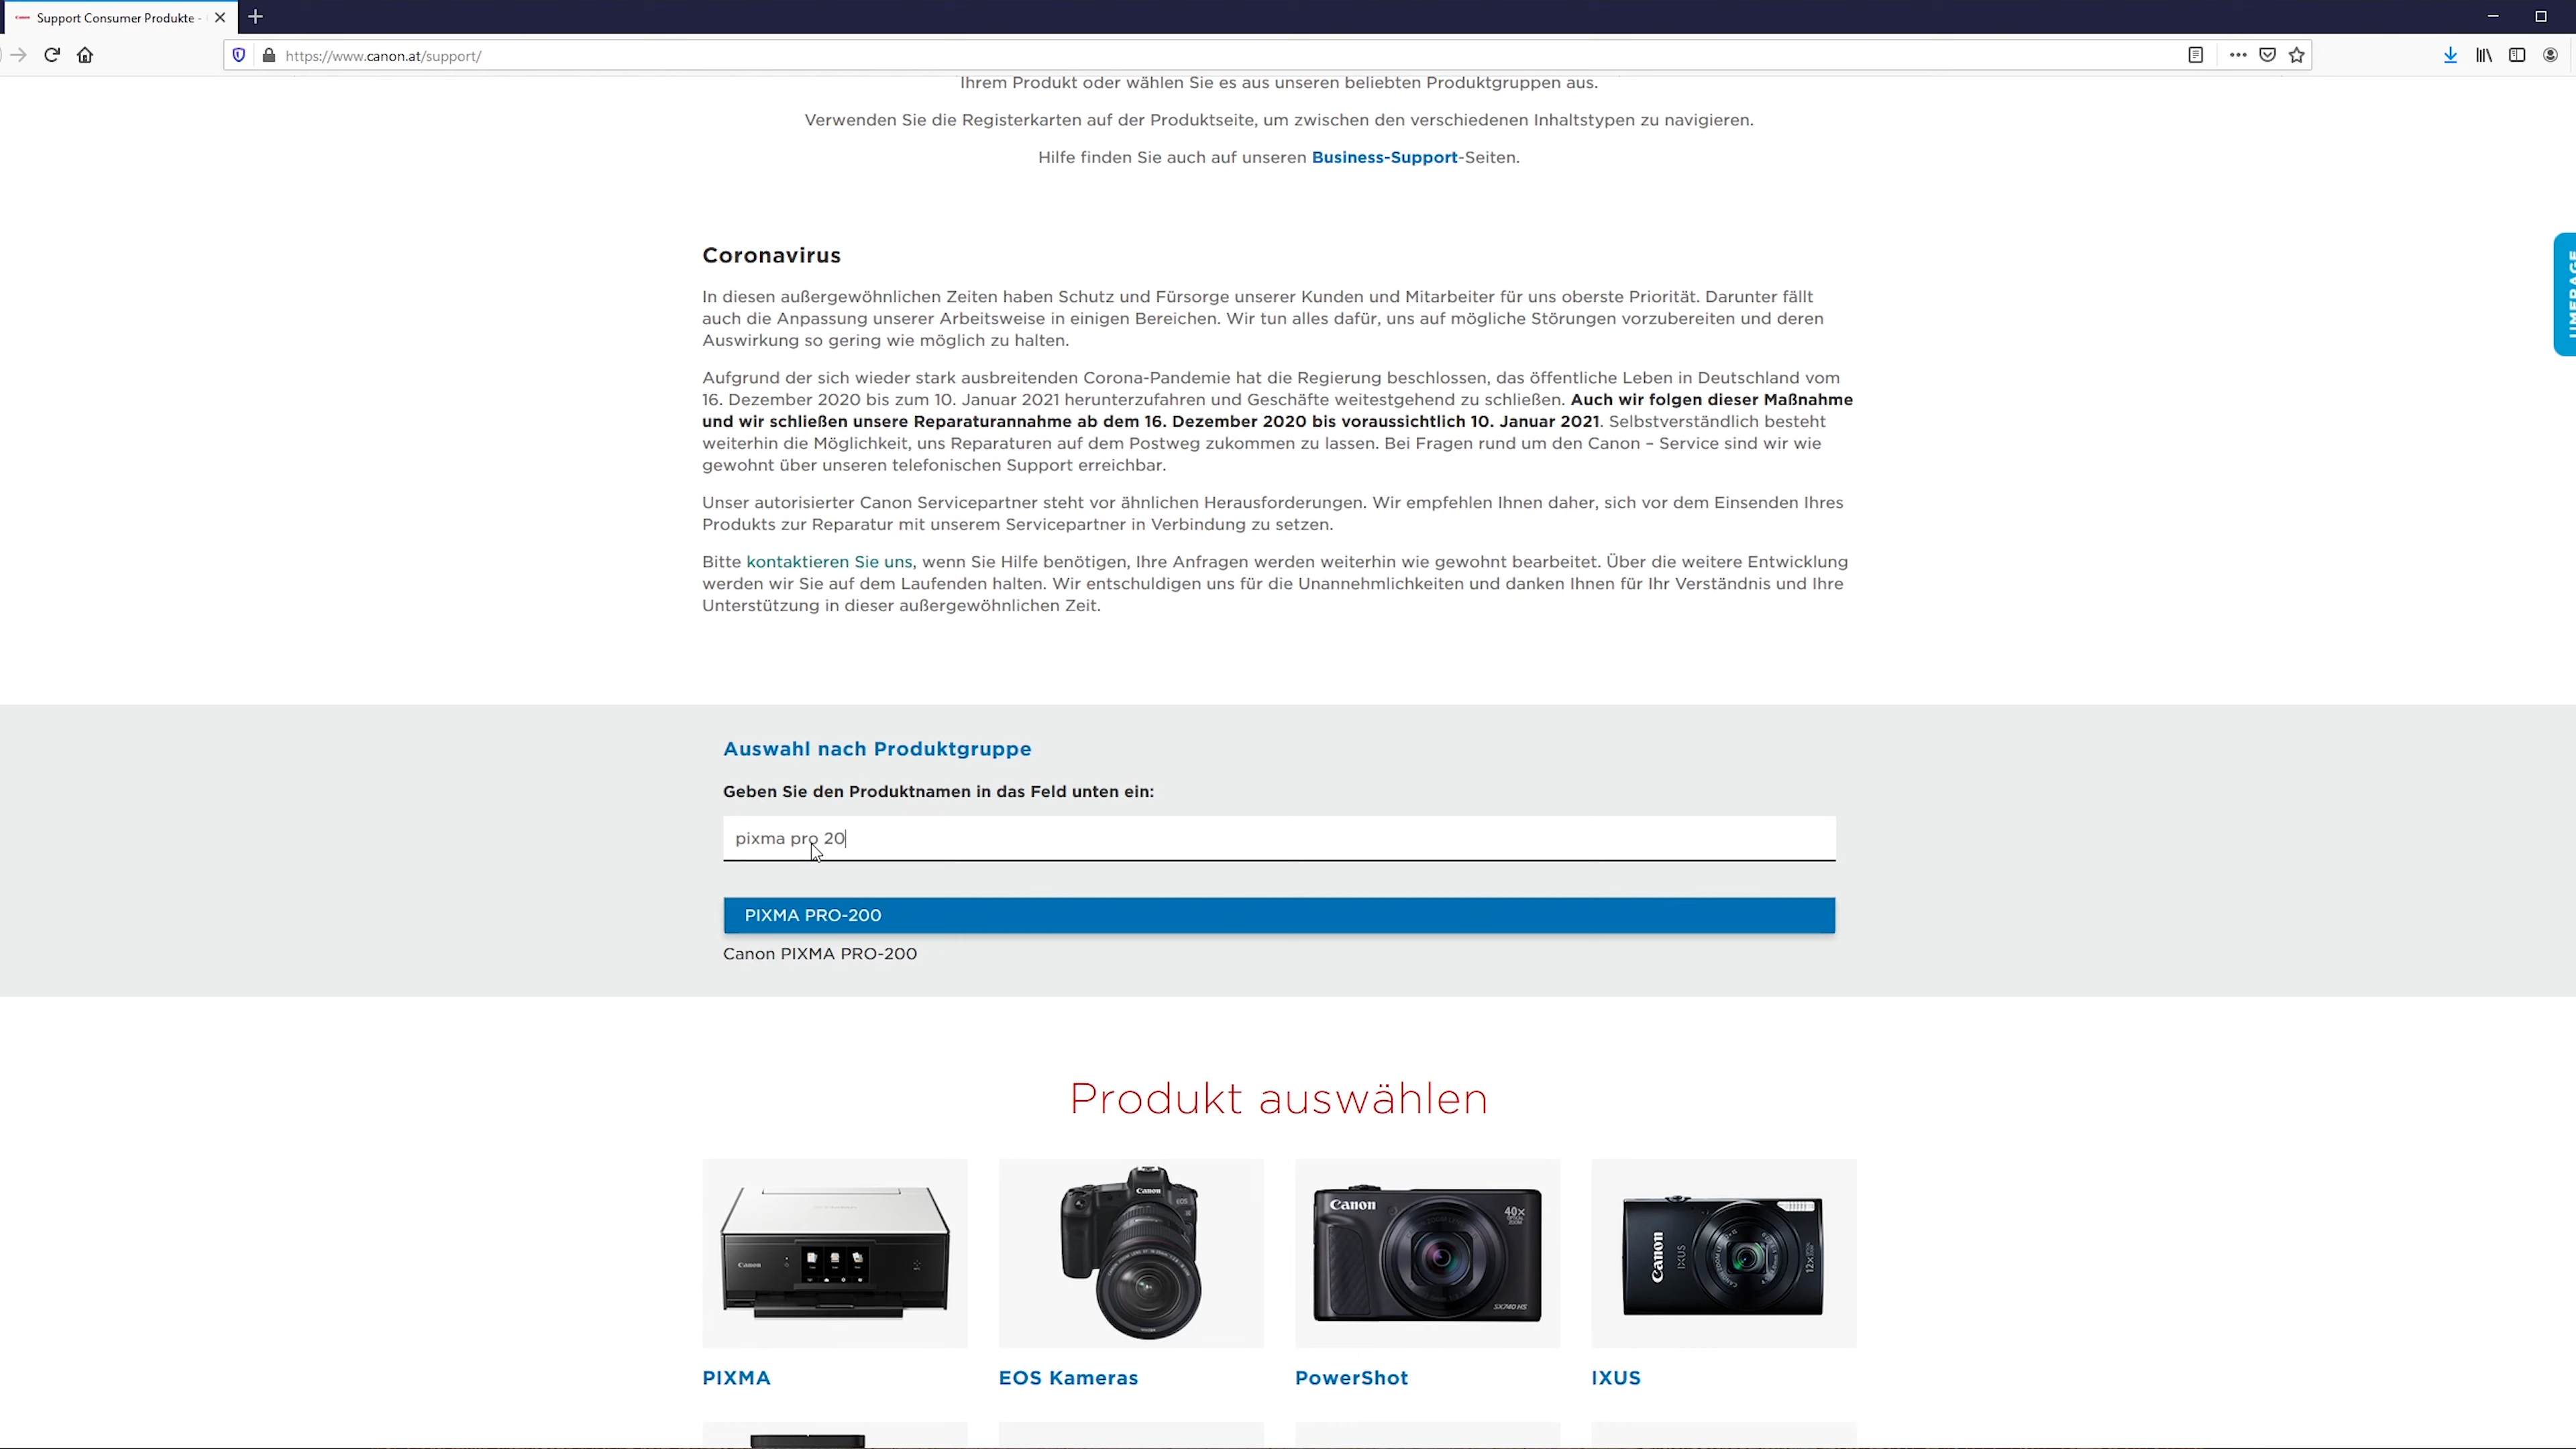 Support Consumer Produkte -
https://www.canon.at/support/
Ihrem Produkt oder wählen Sie es aus unseren beliebten Produktgruppen aus.
Verwenden Sie die Registerkarten auf der Produktseite, um zwischen den verschiedenen Inhaltstypen zu navigieren.
Hilfe finden Sie auch auf unseren Business-Support-Seiten.
UMFRAGE
Coronavirus
In diesen außergewöhnlichen Zeiten haben Schutz und Fürsorge unserer Kunden und Mitarbeiter für uns oberste Priorität. Darunter fällt
auch die Anpassung unserer Arbeitsweise in einigen Bereichen. Wir tun alles dafür, uns auf mögliche Störungen vorzubereiten und deren
Auswirkung so gering wie möglich zu halten.
Aufgrund der sich wieder stark ausbreitenden Corona-Pandemie hat die Regierung beschlossen, das öffentliche Leben in Deutschland vom
16. Dezember 2020 bis zum 10. Januar 2021 herunterzufahren und Geschäfte weitestgehend zu schließen. Auch wir folgen dieser Maßnahme
und wir schließen unsere Reparaturannahme ab dem 16. Dezember 2020 bis voraussichtlich 10. Januar 2021. Selbstverständlich besteht
weiterhin die Möglichkeit, uns Reparaturen auf dem Postweg zukommen zu lassen. Bei Fragen rund um den Canon – Service sind wir wie
gewohnt über unseren telefonischen Support erreichbar.
Unser autorisierter Canon Servicepartner steht vor ähnlichen Herausforderungen. Wir empfehlen Ihnen daher, sich vor dem Einsenden Ihres
Produkts zur Reparatur mit unserem Servicepartner in Verbindung zu setzen.
Bitte kontaktieren Sie uns, wenn Sie Hilfe benötigen, Ihre Anfragen werden weiterhin wie gewohnt bearbeitet. Über die weitere Entwicklung
werden wir Sie auf dem Laufenden halten. Wir entschuldigen uns für die Unannehmlichkeiten und danken Ihnen für Ihr Verständnis und Ihre
Unterstützung in dieser außergewöhnlichen Zeit.
Auswahl nach Produktgruppe
Geben Sie den Produktnamen in das Feld unten ein:
pixma pro 20
PIXMA PRO-200
Canon PIXMA PRO-200
Produkt auswählen
Canon
Canon
EOS
Canon
40x
SX740 HS
Canon
IXUS
12x
PIXMA
EOS Kameras
PowerShot
IXUS